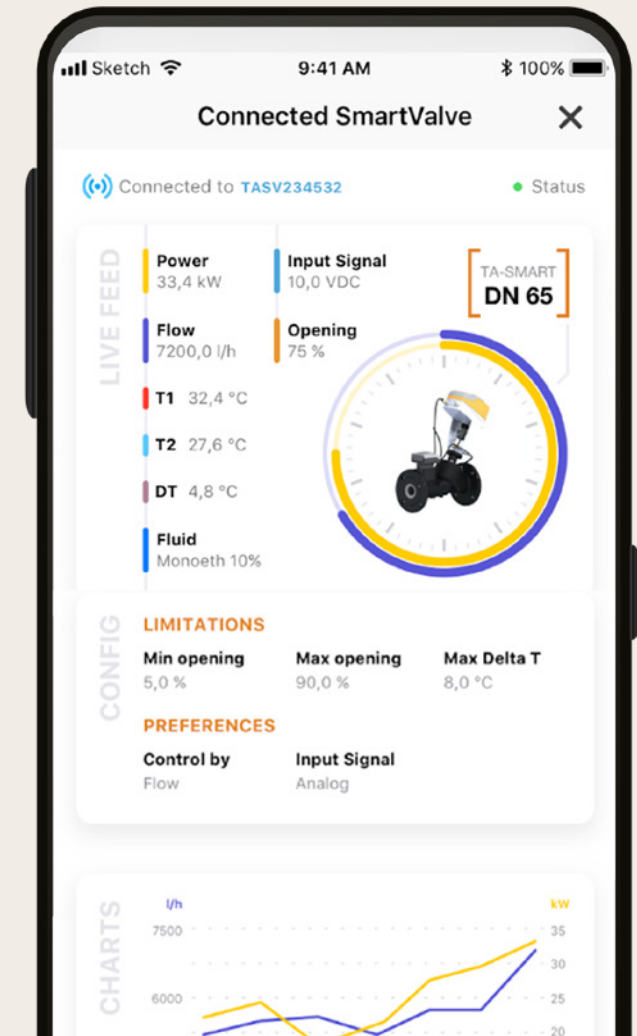 Sketch 9:41 AM 100%
Connected SmartValve
Connected to TASV234532 Status
LIVE FEED
Power
33,4 kW
Input Signal
10,0 VDC
TA-SMART
DN 65
Flow
7200,0 l/h
Opening
75 %
T1 32,4 °C
T2 27,6 °C
DT 4,8 °C
Fluid
Monoeth 10%
CONFIG
LIMITATIONS
Min opening Max opening Max Delta T
5,0 % 90,0 % 8,0 °C
PREFERENCES
Control by Input Signal
Flow Analog
CHARTS
l/h kW
7500 35
30
6000 25
20